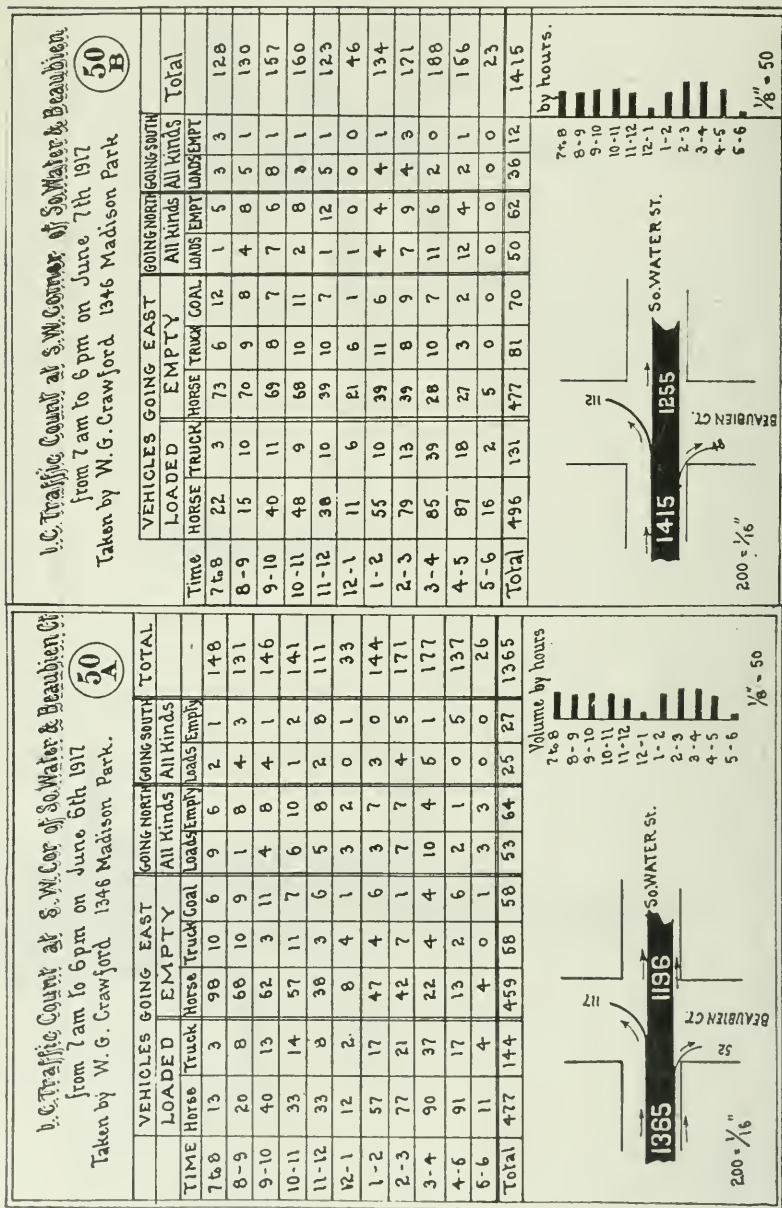 I.C. Traffic Count at S.W. Cor of So. Water & Beaubien Ct
from 7am to 6pm on June 6th 1917
Taken by W.G. Crawford 1346 Madison Park.
50 A
VEHICLES GOING EAST GOING NORTH GOING SOUTH TOTAL
LOADED EMPTY All Kinds All Kinds
TIME Horse Truck Horse Truck Coal Loads Empty Loads Empty
7 to 8 13 3 98 10 6 9 6 2 1 148
8-9 20 8 68 10 9 1 8 4 3 131
9-10 40 13 62 3 11 4 8 4 1 146
10-11 33 14 57 11 7 6 10 1 2 141
11-12 33 8 38 3 6 5 8 2 8 111
12-1 12 2 8 4 1 3 2 0 1 33
1-2 57 17 47 4 6 3 7 3 0 144
2-3 77 21 42 7 1 7 7 4 5 171
3-4 90 37 22 4 4 10 4 5 1 177
4-5 91 17 13 2 6 2 1 0 5 137
5-6 11 4 4 0 1 3 3 0 0 26
Total 477 144 459 58 58 53 64 25 27 1365
117
1365 1196 So. WATER St.
52
BEAUBIEN CT.
200 = 1/16"
Volume by hours
7 to 8
8-9
9-10
10-11
11-12
12-1
1-2
2-3
3-4
4-5
5-6
1/8" = 50
I.C. Traffic Count at S.W. Corner of So. Water & Beaubien
from 7 am to 6 pm on June 7th 1917
Taken by W.G. Crawford 1346 Madison Park
50 B
VEHICLES GOING EAST GOING NORTH GOING SOUTH Total
LOADED EMPTY All Kinds All Kinds
Time HORSE TRUCK HORSE TRUCK COAL LOADS EMPT LOADS EMPT
7 to 8 22 3 73 6 12 1 5 3 3 128
8-9 15 10 70 9 8 4 8 5 1 130
9-10 40 11 69 8 7 7 6 8 1 157
10-11 48 9 68 10 11 2 8 3 1 160
11-12 38 10 39 10 7 1 12 5 1 123
12-1 11 6 21 6 1 1 0 0 0 46
1-2 55 10 39 11 6 4 4 4 1 134
2-3 79 13 39 8 9 7 9 4 3 171
3-4 85 39 28 10 7 11 6 2 0 188
4-5 87 18 27 3 2 12 4 2 1 156
5-6 16 2 5 0 0 0 0 0 0 23
Total 496 131 477 81 70 50 62 36 12 1415
112
1415 1255 So. WATER ST.
48
BEAUBIEN CT.
200 = 1/16"
by hours.
7 to 8
8-9
9-10
10-11
11-12
12-1
1-2
2-3
3-4
4-5
5-6
1/8" = 50